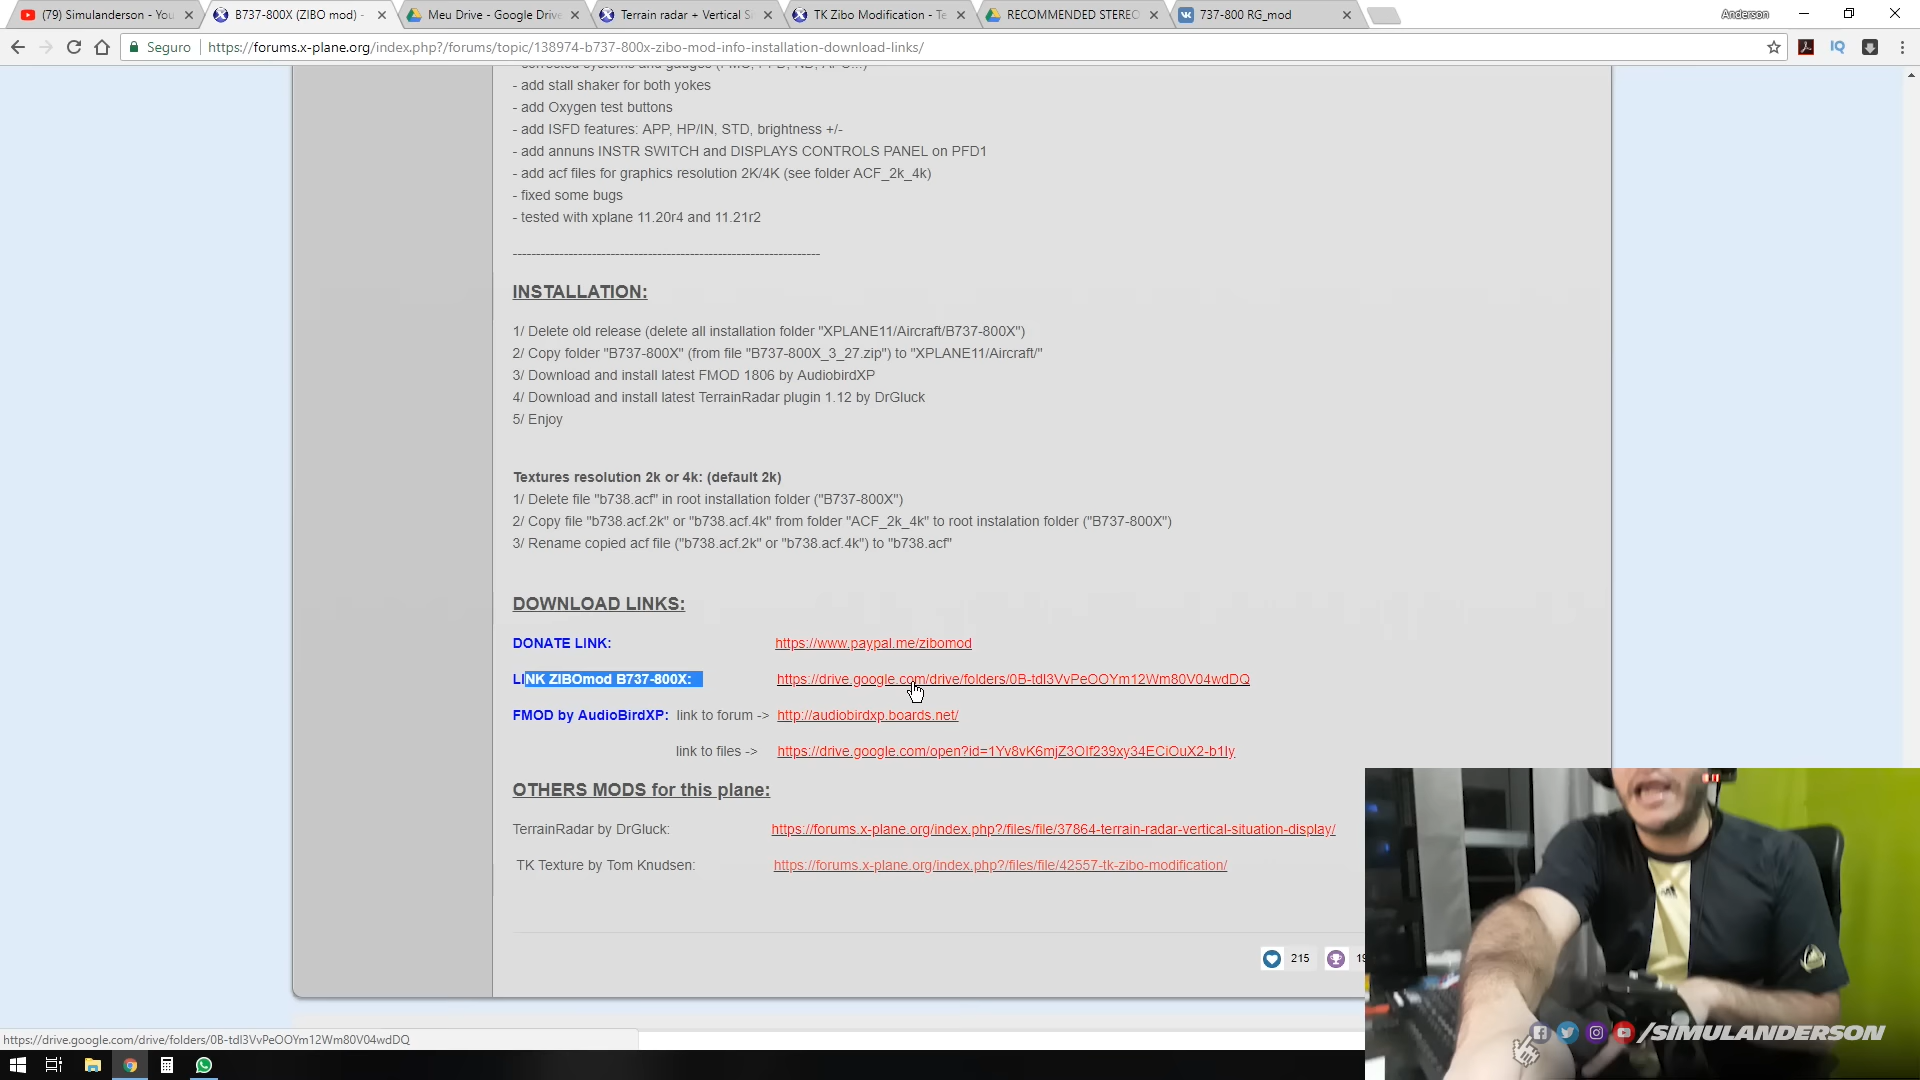 (79) Simulanderson - You
B737-800X (ZIBO mod) -
Meu Drive - Google Drive
Terrain radar + Vertical S
TK Zibo Modification - Te
RECOMMENDED STEREO
737-800 RG_mod
Anderson
Seguro
https://forums.x-plane.org/index.php?/forums/topic/138974-b737-800x-zibo-mod-info-installation-download-links/
- corrected systems and gauges (FMC, PFD, ND, APU...)
- add stall shaker for both yokes
- add Oxygen test buttons
- add ISFD features: APP, HP/IN, STD, brightness +/-
- add annuns INSTR SWITCH and DISPLAYS CONTROLS PANEL on PFD1
- add acf files for graphics resolution 2K/4K (see folder ACF_2k_4k)
- fixed some bugs
- tested with xplane 11.20r4 and 11.21r2
----------------------------------------------------------------------
INSTALLATION:
1/ Delete old release (delete all installation folder "XPLANE11/Aircraft/B737-800X")
2/ Copy folder "B737-800X" (from file "B737-800X_3_27.zip") to "XPLANE11/Aircraft/"
3/ Download and install latest FMOD 1806 by AudiobirdXP
4/ Download and install latest TerrainRadar plugin 1.12 by DrGluck
5/ Enjoy
Textures resolution 2k or 4k: (default 2k)
1/ Delete file "b738.acf" in root installation folder ("B737-800X")
2/ Copy file "b738.acf.2k" or "b738.acf.4k" from folder "ACF_2k_4k" to root instalation folder ("B737-800X")
3/ Rename copied acf file ("b738.acf.2k" or "b738.acf.4k") to "b738.acf"
DOWNLOAD LINKS:
DONATE LINK: https://www.paypal.me/zibomod
LINK ZIBOmod B737-800X: https://drive.google.com/drive/folders/0B-tdI3VvPeOOYm12Wm80V04wdDQ
FMOD by AudioBirdXP: link to forum -> http://audiobirdxp.boards.net/
link to files -> https://drive.google.com/open?id=1Yv8vK6mjZ3OIf239xy34ECiOuX2-b1Iy
OTHERS MODS for this plane:
TerrainRadar by DrGluck: https://forums.x-plane.org/index.php?/files/file/37864-terrain-radar-vertical-situation-display/
TK Texture by Tom Knudsen: https://forums.x-plane.org/index.php?/files/file/42557-tk-zibo-modification/
215
19
https://drive.google.com/drive/folders/0B-tdI3VvPeOOYm12Wm80V04wdDQ
/SIMULANDERSON